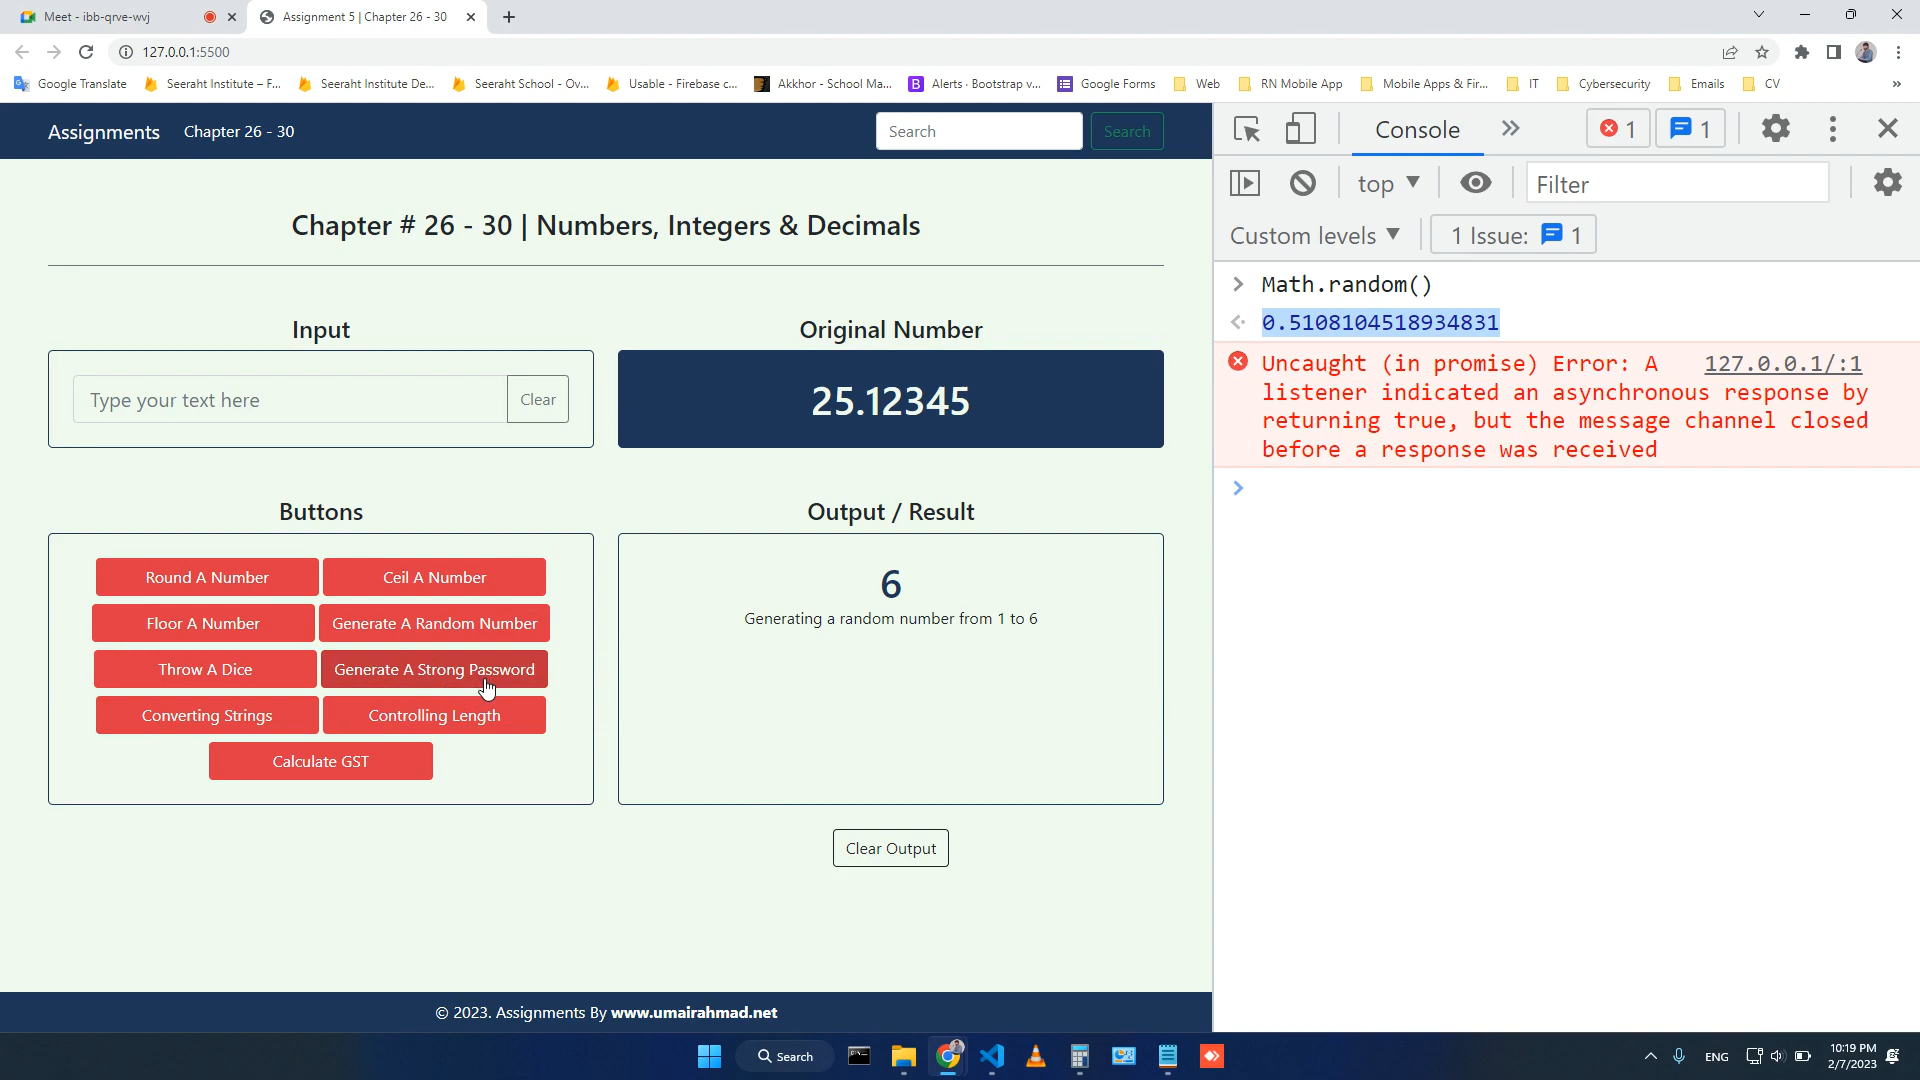 Meet - ibb-qrve-wvj
Assignment 5 | Chapter 26 - 30
127.0.0.1:5500
Google Translate
Seeraht Institute – F...
Seeraht Institute De...
Seeraht School - Ov...
Usable - Firebase c...
Akkhor - School Ma...
Alerts · Bootstrap v...
Google Forms
Web
RN Mobile App
Mobile Apps & Fir...
IT
Cybersecurity
Emails
CV
»
Assignments
Chapter 26 - 30
Search
Search
Chapter # 26 - 30 | Numbers, Integers & Decimals
Input
Type your text here
Clear
Original Number
25.12345
Buttons
Round A Number
Ceil A Number
Floor A Number
Generate A Random Number
Throw A Dice
Generate A Strong Password
Converting Strings
Controlling Length
Calculate GST
Output / Result
6
Generating a random number from 1 to 6
Clear Output
© 2023. Assignments By www.umairahmad.net
Console
1
1
top
Filter
Custom levels
1 Issue: 1
Math.random()
0.5108104518934831
Uncaught (in promise) Error: A 127.0.0.1/:1
listener indicated an asynchronous response by
returning true, but the message channel closed
before a response was received
Search
ENG
10:19 PM
2/7/2023